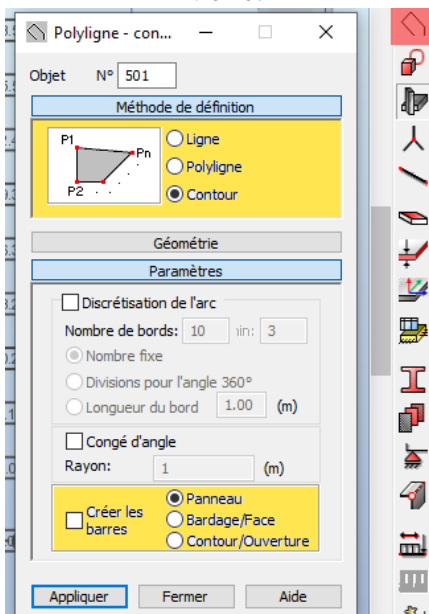 Polyligne - con...
Objet N° 501
Méthode de définition
P1
Pn
P2 . . .
Ligne
Polyligne
Contour
Géométrie
Paramètres
Discrétisation de l'arc
Nombre de bords: 10 in: 3
Nombre fixe
Divisions pour l'angle 360°
Longueur du bord 1.00 (m)
Congé d'angle
Rayon: 1 (m)
Créer les barres
Panneau
Bardage/Face
Contour/Ouverture
Appliquer Fermer Aide